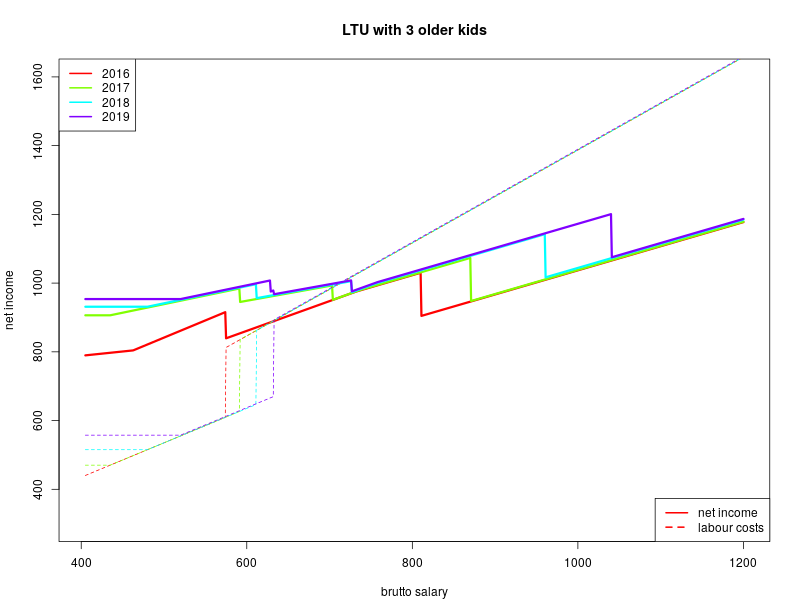 LTU with 3 older kids
2016
2017
2018
2019
net income
1600
1400
1200
1000
800
600
400
net income
labour costs
400 600 800 1000 1200
brutto salary